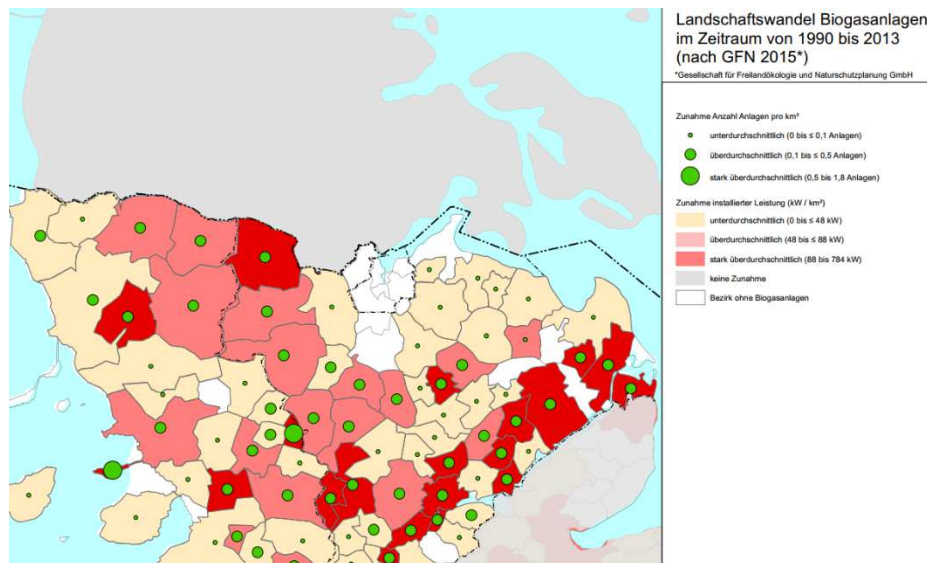 Landschaftswandel Biogasanlagen
im Zeitraum von 1990 bis 2013
(nach GFN 2015*)
*Gesellschaft für Freilandökologie und Naturschutzplanung GmbH
Zunahme Anzahl Anlagen pro km²
unterdurchschnittlich (0 bis ≤ 0,1 Anlagen)
überdurchschnittlich (0,1 bis ≤ 0,5 Anlagen)
stark überdurchschnittlich (0,5 bis 1,8 Anlagen)
Zunahme installierter Leistung (kW / km²)
unterdurchschnittlich (0 bis ≤ 48 kW)
überdurchschnittlich (48 bis ≤ 88 kW)
stark überdurchschnittlich (88 bis 784 kW)
keine Zunahme
Bezirk ohne Biogasanlagen